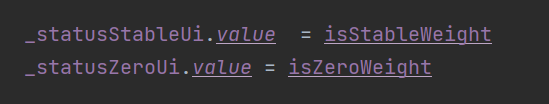 _statusStableUi.value  = isStableWeight
_statusZeroUi.value = isZeroWeight